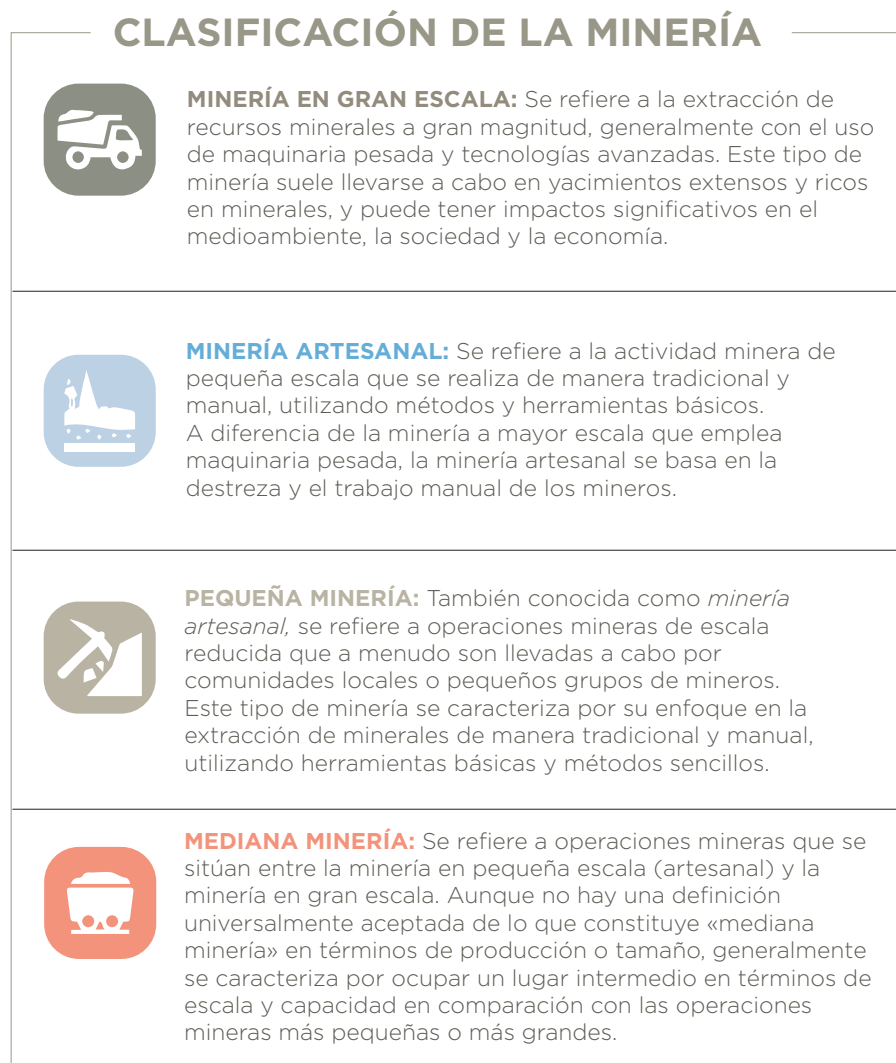 CLASIFICACIÓN DE LA MINERÍA
MINERÍA EN GRAN ESCALA: Se refiere a la extracción de
recursos minerales a gran magnitud, generalmente con el uso
de maquinaria pesada y tecnologías avanzadas. Este tipo de
minería suele llevarse a cabo en yacimientos extensos y ricos
en minerales, y puede tener impactos significativos en el
medioambiente, la sociedad y la economía.
MINERÍA ARTESANAL: Se refiere a la actividad minera de
pequeña escala que se realiza de manera tradicional y
manual, utilizando métodos y herramientas básicos.
A diferencia de la minería a mayor escala que emplea
maquinaria pesada, la minería artesanal se basa en la
destreza y el trabajo manual de los mineros.
PEQUEÑA MINERÍA: También conocida como minería
artesanal, se refiere a operaciones mineras de escala
reducida que a menudo son llevadas a cabo por
comunidades locales o pequeños grupos de mineros.
Este tipo de minería se caracteriza por su enfoque en la
extracción de minerales de manera tradicional y manual,
utilizando herramientas básicas y métodos sencillos.
MEDIANA MINERÍA: Se refiere a operaciones mineras que se
sitúan entre la minería en pequeña escala (artesanal) y la
minería en gran escala. Aunque no hay una definición
universalmente aceptada de lo que constituye «mediana
minería» en términos de producción o tamaño, generalmente
se caracteriza por ocupar un lugar intermedio en términos de
escala y capacidad en comparación con las operaciones
mineras más pequeñas o más grandes.